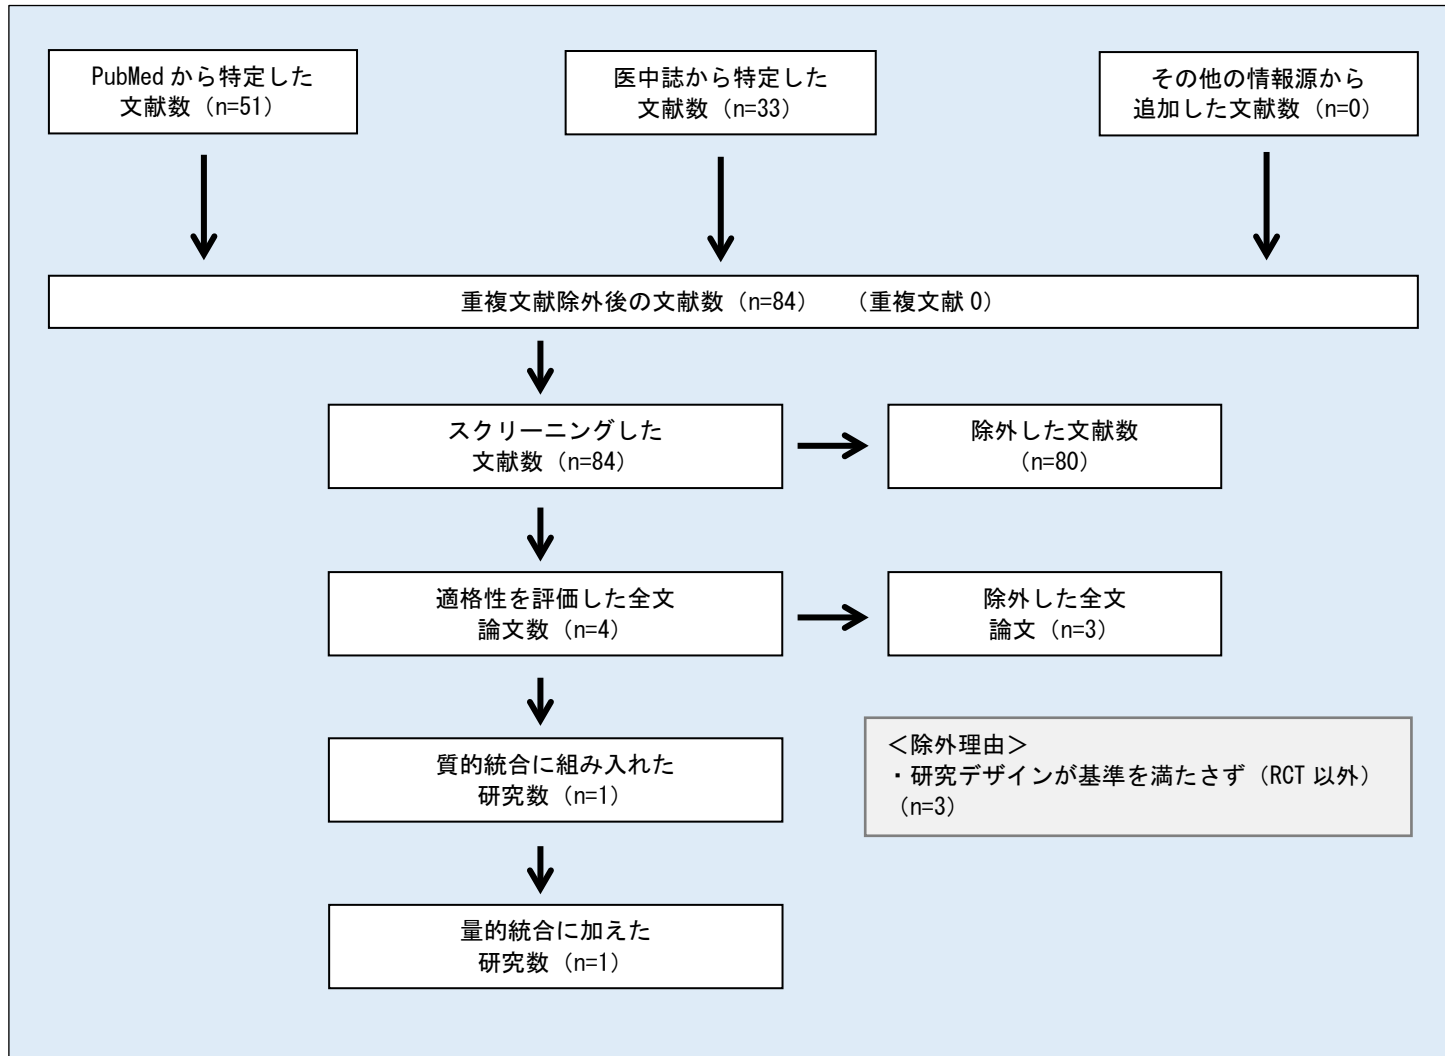 PubMed から特定した
文献数（n=51）
医中誌から特定した
文献数（n=33）
その他の情報源から
追加した文献数（n=0）
重複文献除外後の文献数（n=84）　（重複文献 0）
スクリーニングした
文献数（n=84）
除外した文献数
（n=80）
適格性を評価した全文
論文数（n=4）
除外した全文
論文（n=3）
質的統合に組み入れた
研究数（n=1）
＜除外理由＞
・研究デザインが基準を満たさず（RCT 以外）
（n=3）
量的統合に加えた
研究数（n=1）